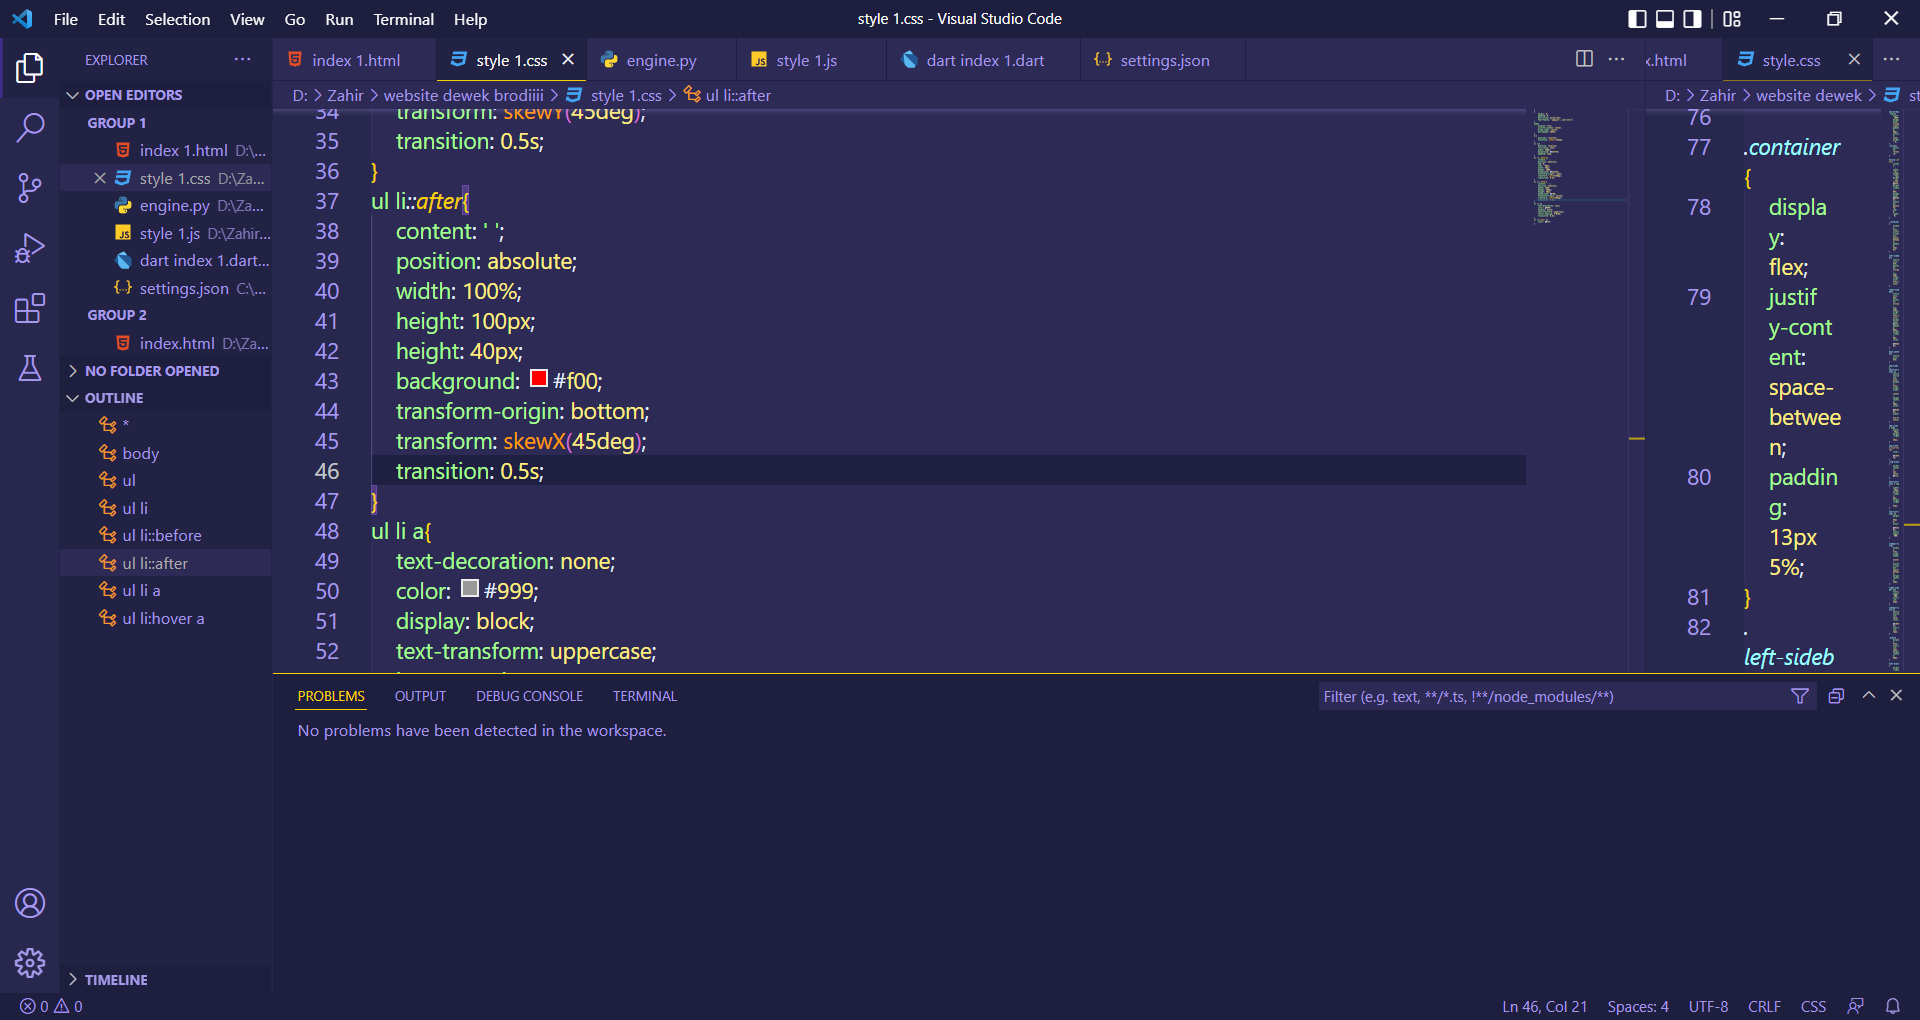 File Edit Selection View Go Run Terminal Help
style 1.css - Visual Studio Code
EXPLORER
OPEN EDITORS
GROUP 1
index 1.html D:\...
style 1.css D:\Za...
engine.py D:\Za...
style 1.js D:\Zahir...
dart index 1.dart...
settings.json C:\...
GROUP 2
index.html D:\Za...
NO FOLDER OPENED
OUTLINE
*
body
ul
ul li
ul li::before
ul li::after
ul li a
ul li:hover a
TIMELINE
index 1.html style 1.css engine.py style 1.js dart index 1.dart settings.json
D: > Zahir > website dewek brodiiii > style 1.css > ul li::after
34 transform: skewY(45deg);
35 transition: 0.5s;
36 }
37 ul li::after{
38 content: ' ';
39 position: absolute;
40 width: 100%;
41 height: 100px;
42 height: 40px;
43 background: #f00;
44 transform-origin: bottom;
45 transform: skewX(45deg);
46 transition: 0.5s;
47 }
48 ul li a{
49 text-decoration: none;
50 color: #999;
51 display: block;
52 text-transform: uppercase;
x.html style.css
D: > Zahir > website dewek > st
76
77 .container
{
78 displa
y:
flex;
79 justif
y-cont
ent:
space-
betwee
n;
80 paddin
g:
13px
5%;
81 }
82 .
left-sideb
PROBLEMS OUTPUT DEBUG CONSOLE TERMINAL
Filter (e.g. text, **/*.ts, !**/node_modules/**)
No problems have been detected in the workspace.
0 0
Ln 46, Col 21 Spaces: 4 UTF-8 CRLF CSS